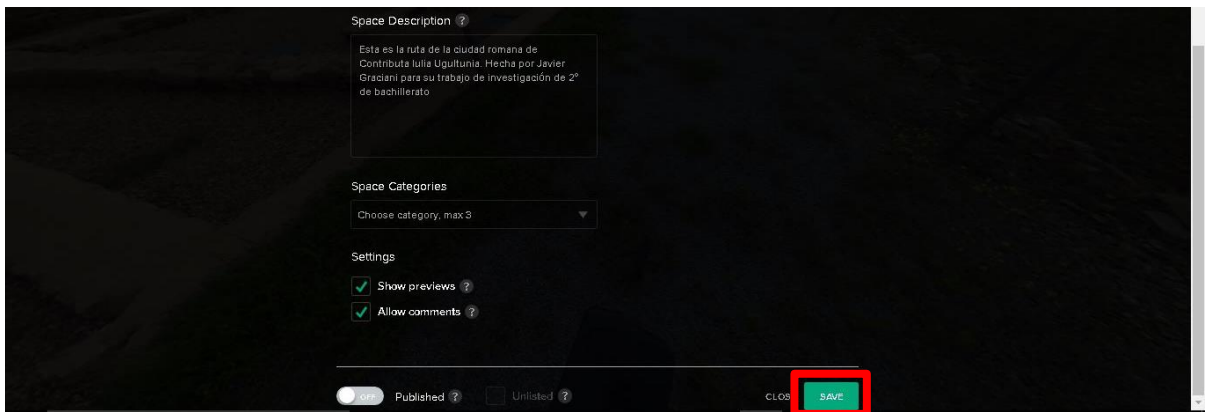 Space Description ?
Esta es la ruta de la ciudad romana de
Contributa Iulia Ugultunia. Hecha por Javier
Graciani para su trabajo de investigación de 2º
de bachillerato
Space Categories
Choose category, max 3
Settings
Show previews ?
Allow comments ?
OFF Published ? Unlisted ? CLOS SAVE